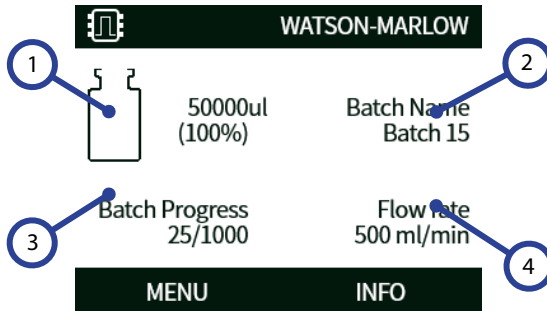 WATSON-MARLOW
1
2
50000ul
(100%)
Batch Name
Batch 15
Batch Progress
25/1000
Flow rate
500 ml/min
3
4
MENU
INFO